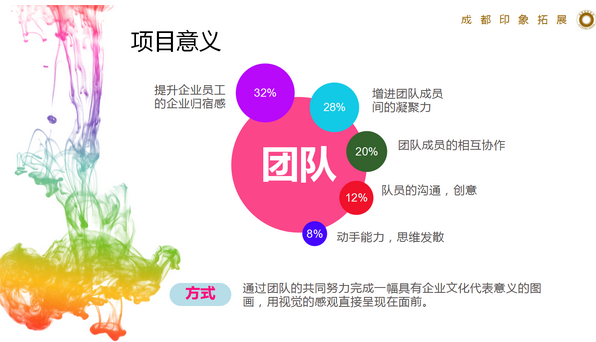 成都印象拓展
项目意义
提升企业员工
的企业归宿感
32%
28%
增进团队成员
间的凝聚力
团队
20%
团队成员的相互协作
12%
队员的沟通，创意
8%
动手能力，思维发散
方式
通过团队的共同努力完成一幅具有企业文化代表意义的图
画，用视觉的感观直接呈现在面前。